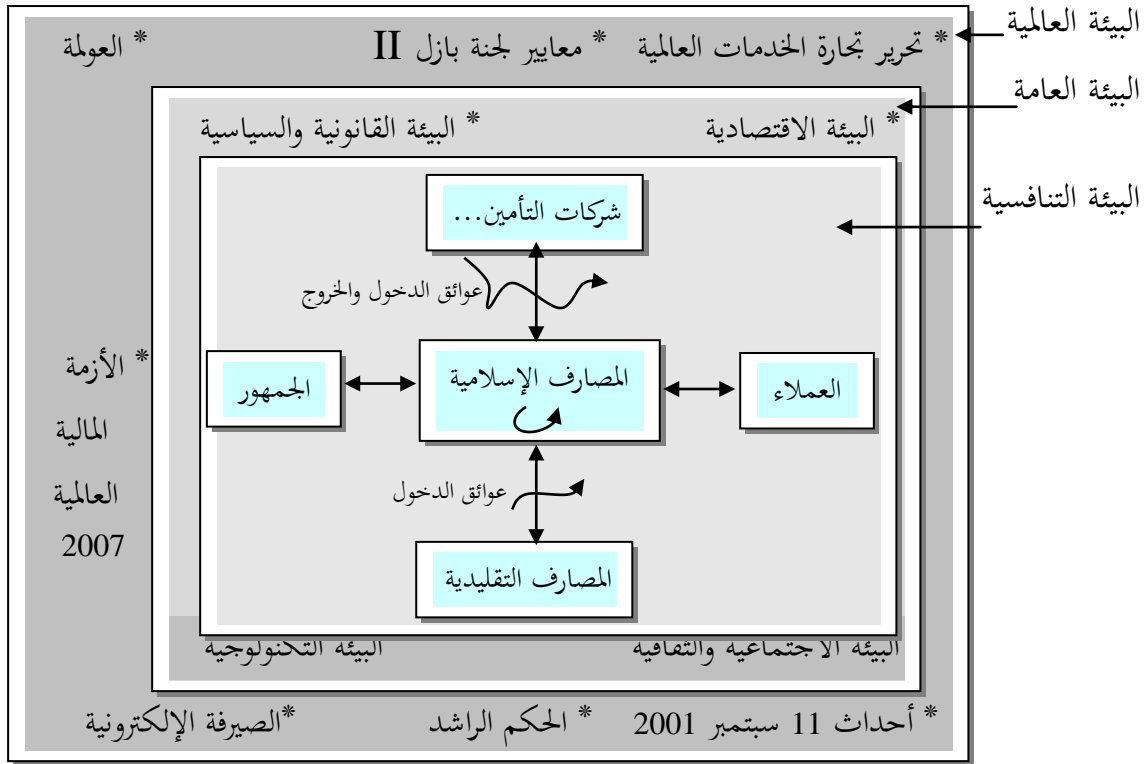 البيئة العالمية
* تحرير تجارة الخدمات العالمية * معايير لجنة بازل II * العولمة
البيئة العامة
* البيئة الاقتصادية * البيئة القانونية والسياسية
البيئة التنافسية
شركات التأمين...
عوائق الدخول والخروج
* الأزمة
المالية
العالمية
2007
العملاء
المصارف الإسلامية
الجمهور
عوائق الدخول
المصارف التقليدية
البيئة الاجتماعية والثقافية البيئة التكنولوجية
* أحداث 11 سبتمبر 2001 * الحكم الراشد *الصيرفة الإلكترونية